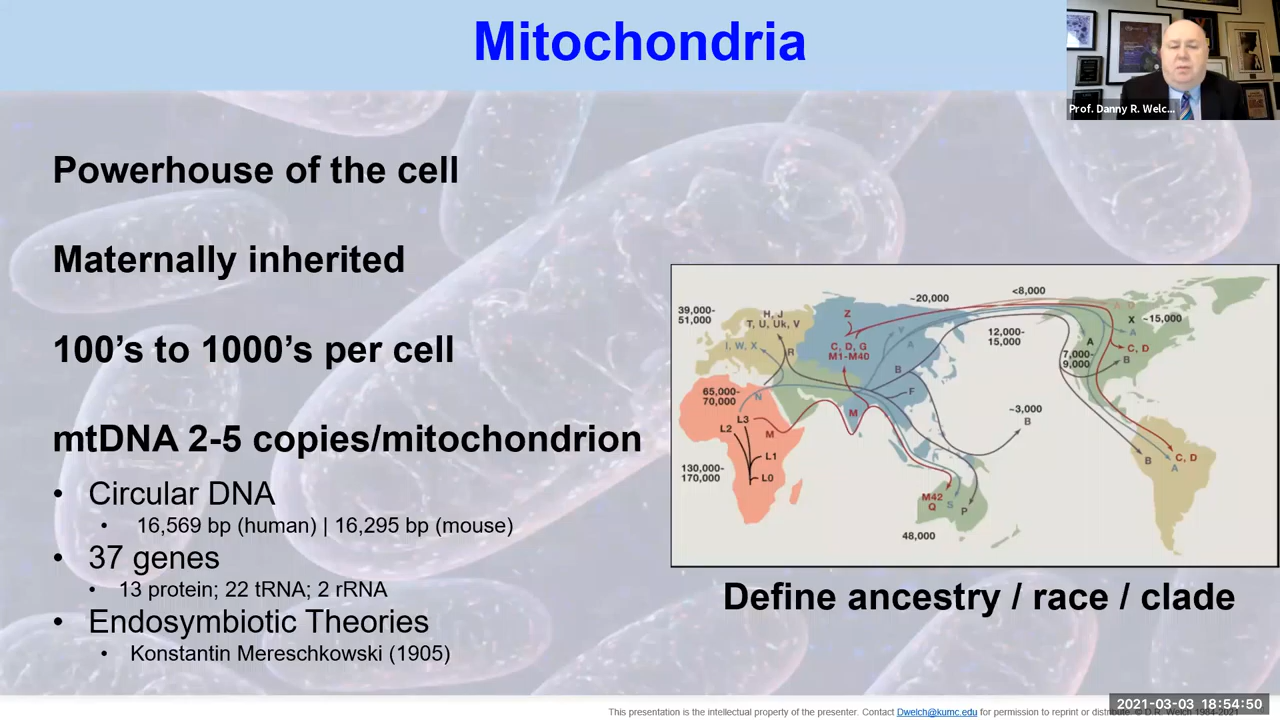 Mitochondria
Prof. Danny R. Welc...
Powerhouse of the cell
Maternally inherited
100's to 1000's per cell
mtDNA 2-5 copies/mitochondrion
• Circular DNA
• 16,569 bp (human) | 16,295 bp (mouse)
• 37 genes
• 13 protein; 22 tRNA; 2 rRNA
• Endosymbiotic Theories
• Konstantin Mereschkowski (1905)
39,000-
51,000
H, J
T, U, Uk, V
I, W, X
R
Z
C, D, G
M1-M40
~20,000
<8,000
Y
A
B
F
12,000-
15,000
X
~15,000
A
A
C, D
B
7,000-
9,000
65,000-
70,000
N
L3
L2
M
L1
L0
130,000-
170,000
M
~3,000
B
M42
Q
S
P
48,000
B
C, D
A
Define ancestry / race / clade
2021-03-03 18:54:50
This presentation is the intellectual property of the presenter. Contact Dwelch@kumc.edu for permission to reprint or